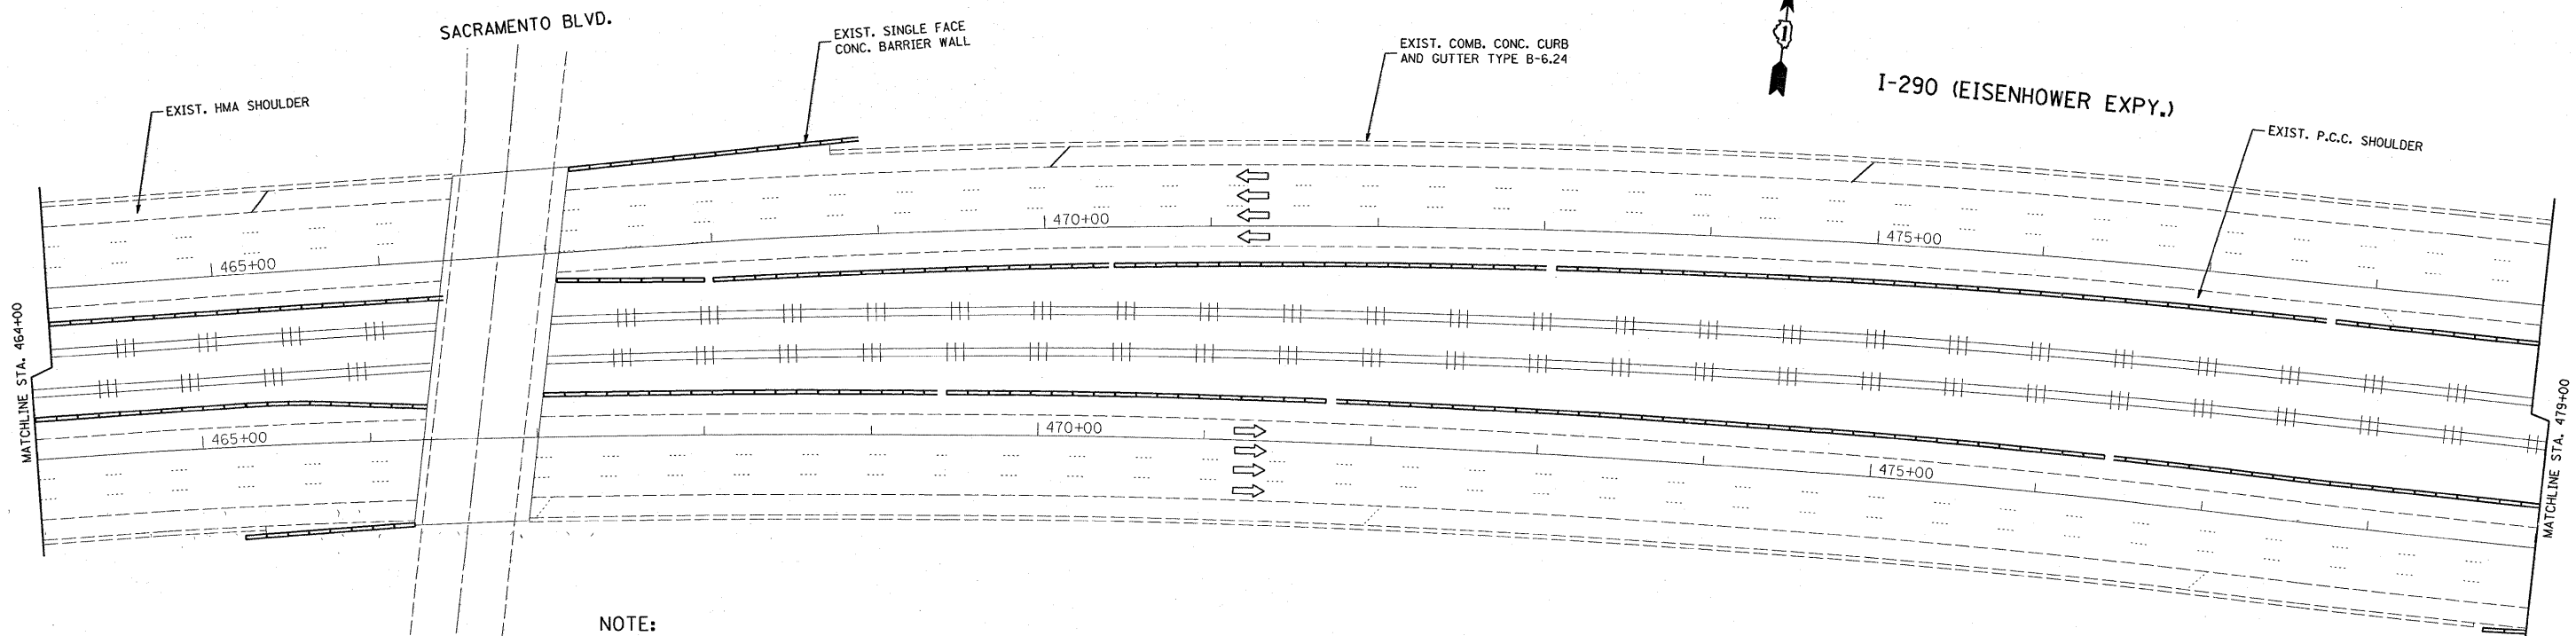 SACRAMENTO BLVD.
EXIST. SINGLE FACE
CONC. BARRIER WALL
EXIST. COMB. CONC. CURB
AND GUTTER TYPE B-6.24
1
I-290 (EISENHOWER EXPY.)
EXIST. HMA SHOULDER
EXIST. P.C.C. SHOULDER
470+00
475+00
465+00
MATCHLINE STA. 464+00
MATCHLINE STA. 479+00
465+00
470+00
475+00
NOTE: